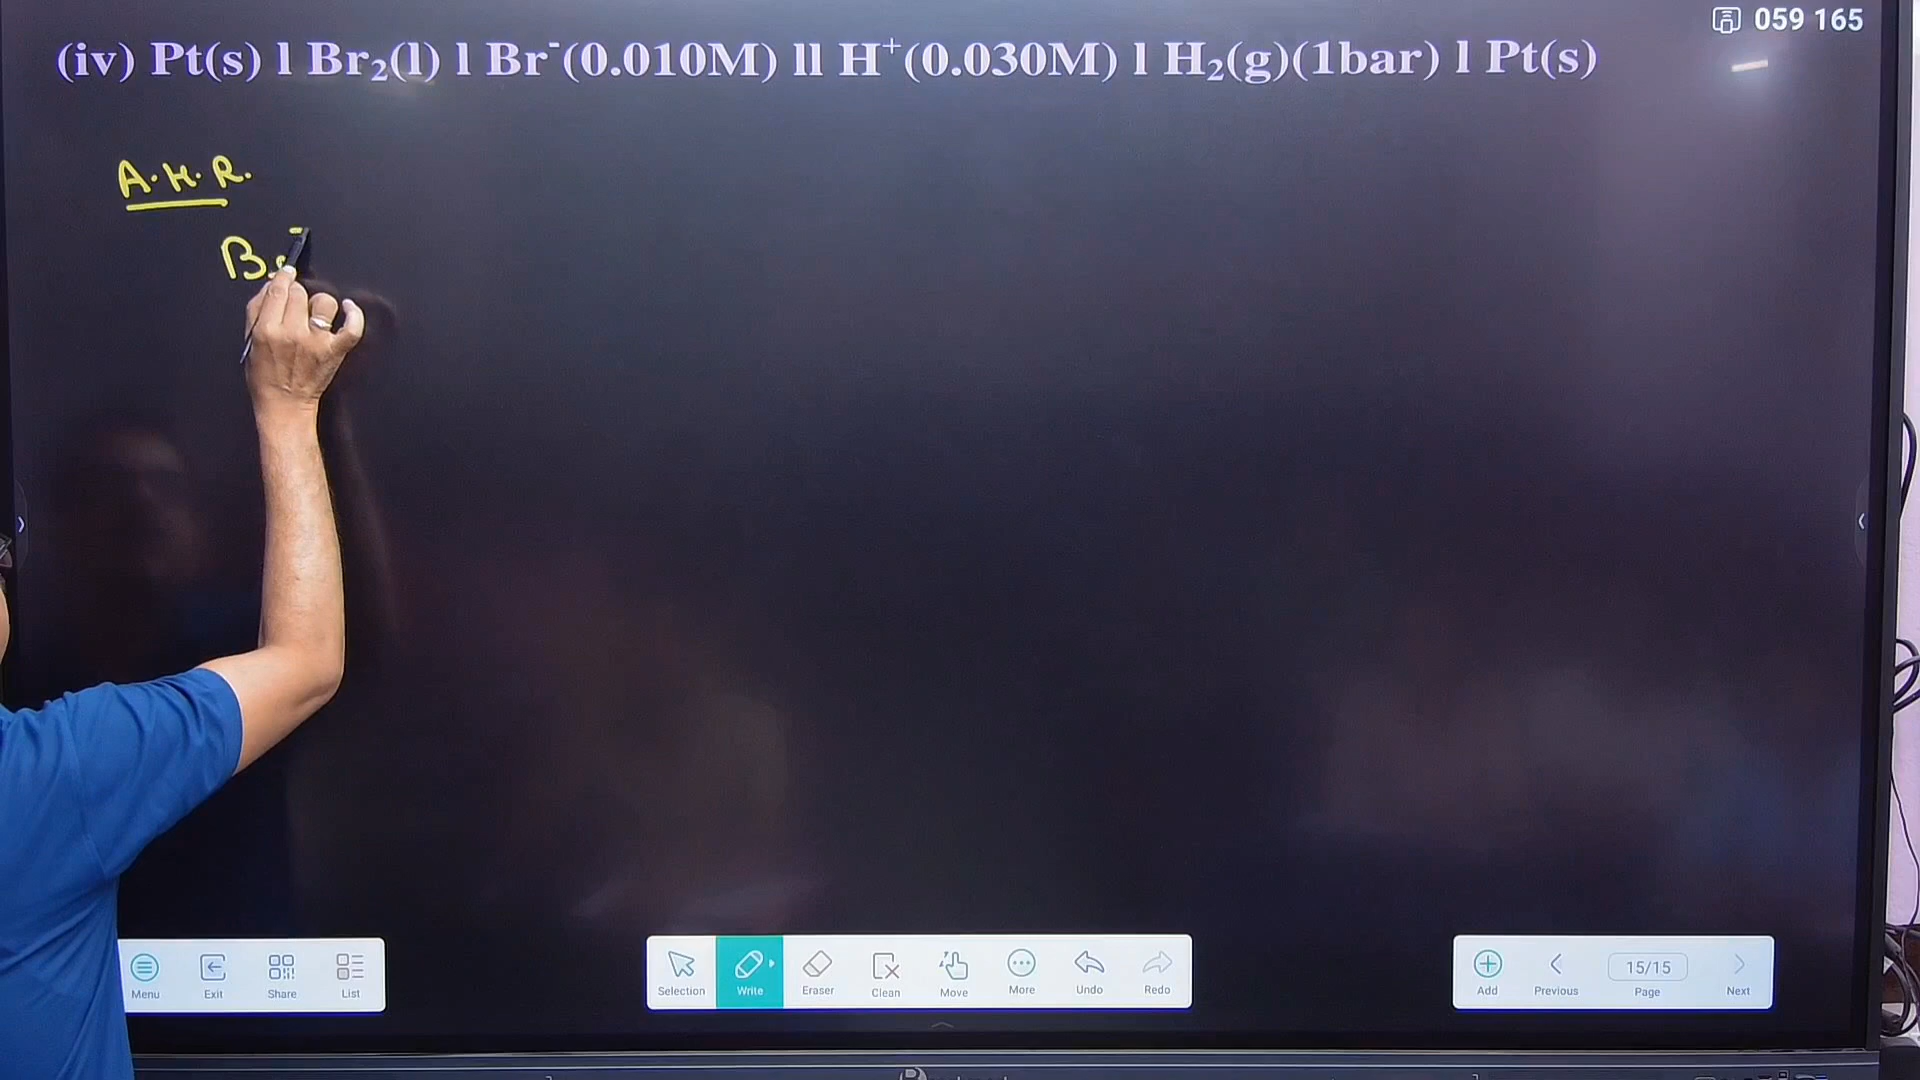 059 165
(iv) Pt(s) l Br₂(l) l Br⁻(0.010M) ll H⁺(0.030M) l H₂(g)(1bar) l Pt(s)
A.H.R.
Br⁻
Menu Exit Share List
Selection Write Eraser Clean Move More Undo Redo
Add Previous 15/15 Page Next